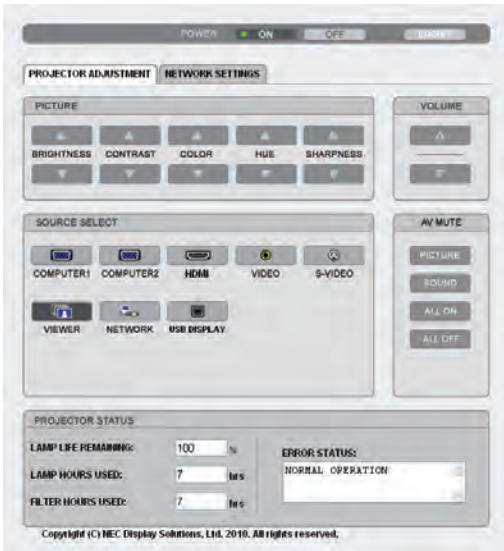 POWER ON OFF
PROJECTOR ADJUSTMENT NETWORK SETTINGS
PICTURE
BRIGHTNESS CONTRAST COLOR HUE SHARPNESS
VOLUME
SOURCE SELECT
COMPUTER1 COMPUTER2 HDMI VIDEO S-VIDEO
VIEWER NETWORK USB DISPLAY
AV MUTE
PICTURE
SOUND
ALL ON
ALL OFF
PROJECTOR STATUS
LAMP LIFE REMAINING: 100 %
LAMP HOURS USED: 7 hrs
FILTER HOURS USED: 7 hrs
ERROR STATUS:
NORMAL OPERATION
Copyright (C) NEC Display Solutions, Ltd. 2010. All rights reserved.